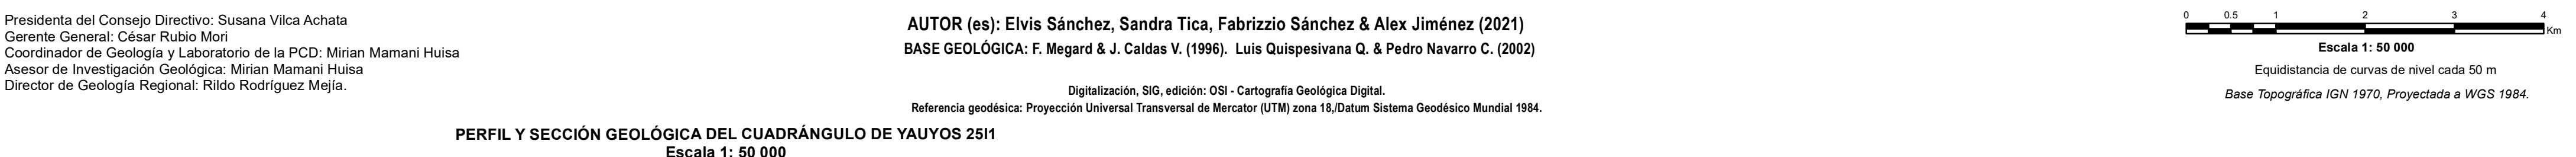 Presidenta del Consejo Directivo: Susana Vilca Achata
Gerente General: César Rubio Mori
Coordinador de Geología y Laboratorio de la PCD: Mirian Mamani Huisa
Asesor de Investigación Geológica: Mirian Mamani Huisa
Director de Geología Regional: Rildo Rodríguez Mejía.
AUTOR (es): Elvis Sánchez, Sandra Tica, Fabrizzio Sánchez & Alex Jiménez (2021)
BASE GEOLÓGICA: F. Megard & J. Caldas V. (1996). Luis Quispesivana Q. & Pedro Navarro C. (2002)
Digitalización, SIG, edición: OSI - Cartografía Geológica Digital.
Referencia geodésica: Proyección Universal Transversal de Mercator (UTM) zona 18,/Datum Sistema Geodésico Mundial 1984.
0 0.5 1 2 3 4
Km
Escala 1: 50 000
Equidistancia de curvas de nivel cada 50 m
Base Topográfica IGN 1970, Proyectada a WGS 1984.
PERFIL Y SECCIÓN GEOLÓGICA DEL CUADRÁNGULO DE YAUYOS 25I1
Escala 1: 50 000